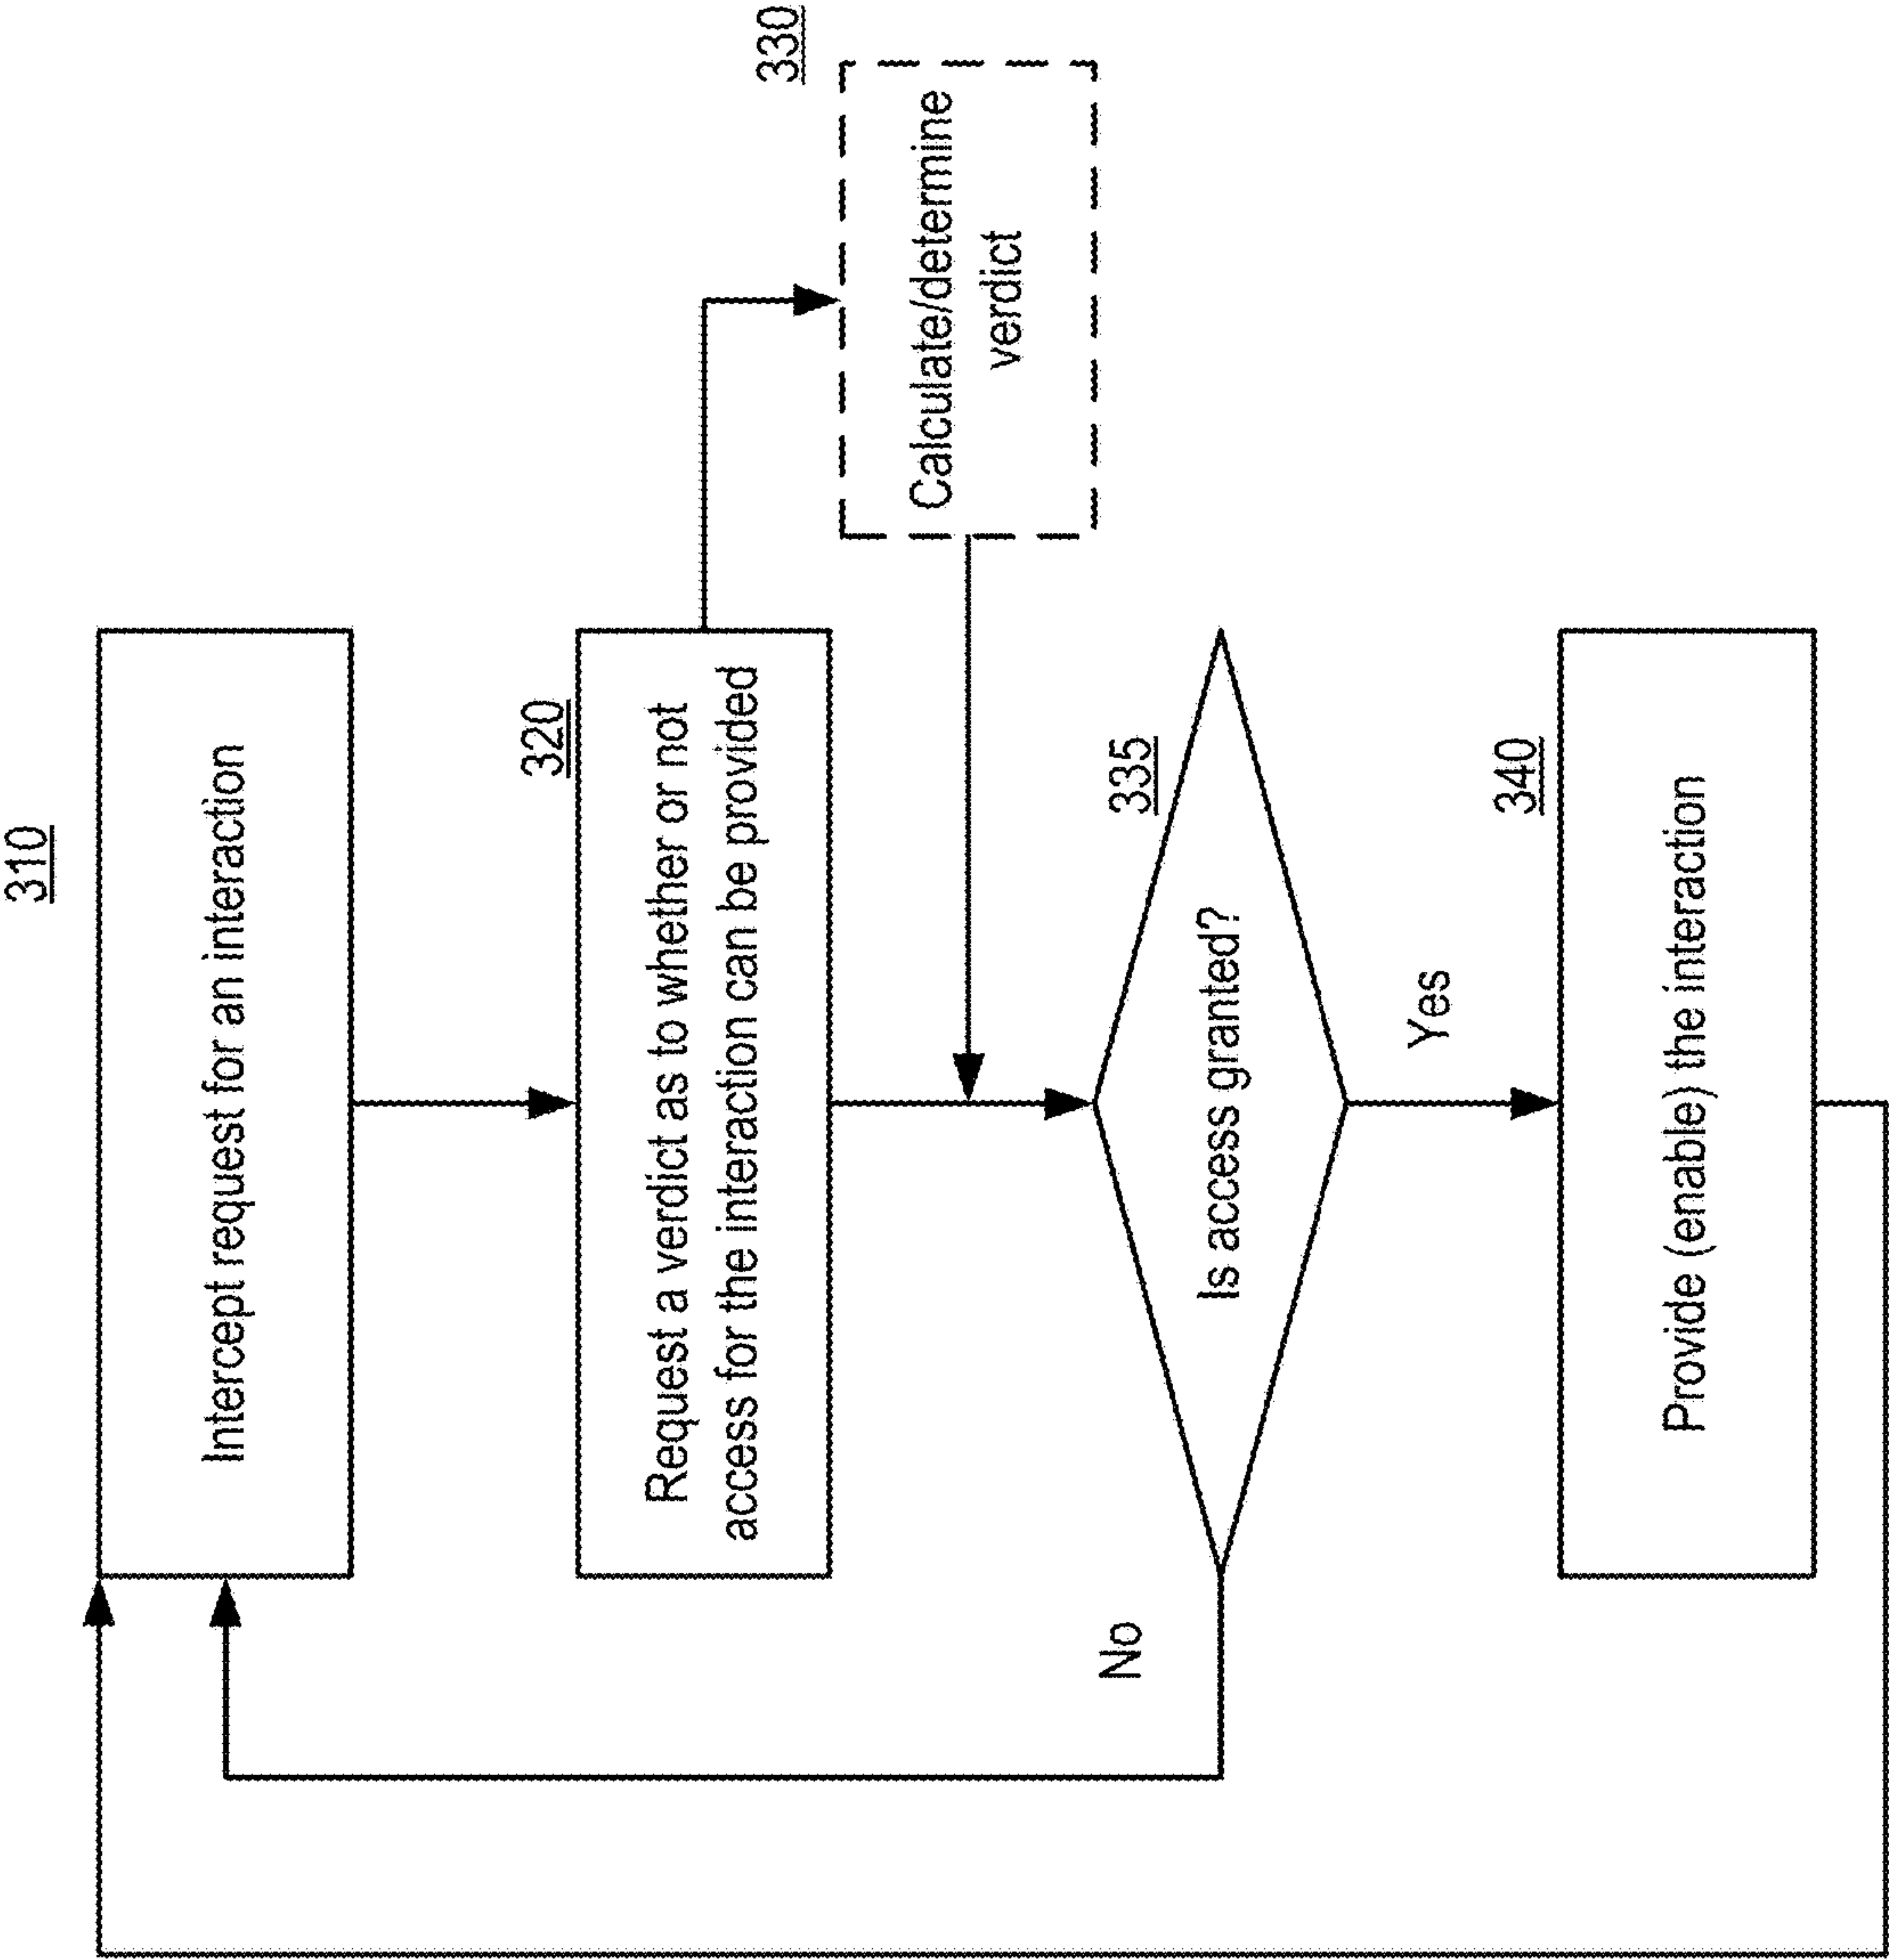 310
Intercept request for an interaction
320
Request a verdict as to whether or not
access for the interaction can be provided
330
Calculate/determine
verdict
335
Is access granted?
No
Yes
340
Provide (enable) the interaction